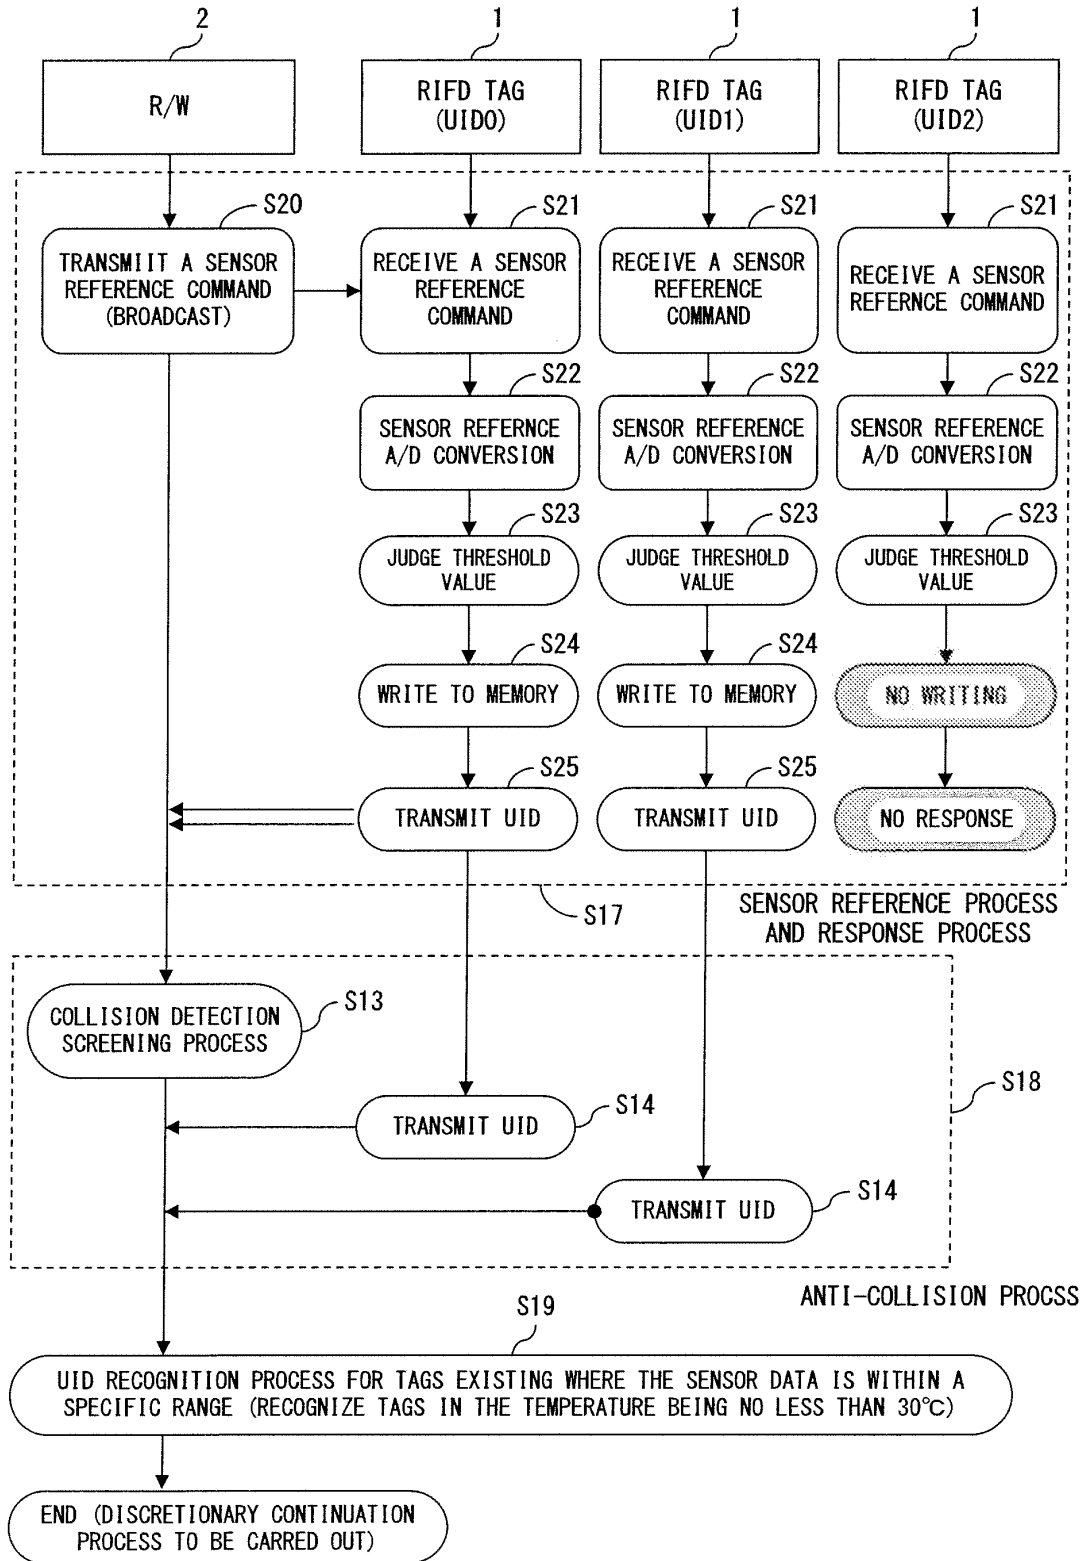 2
1
1
1
R/W
RIFD TAG
(UID0)
RIFD TAG
(UID1)
RIFD TAG
(UID2)
S20
S21
S21
S21
TRANSMIIT A SENSOR
REFERENCE COMMAND
(BROADCAST)
RECEIVE A SENSOR
REFERENCE
COMMAND
RECEIVE A SENSOR
REFERENCE
COMMAND
RECEIVE A SENSOR
REFERNCE COMMAND
S22
S22
S22
SENSOR REFERNCE
A/D CONVERSION
SENSOR REFERENCE
A/D CONVERSION
SENSOR REFERENCE
A/D CONVERSION
S23
S23
S23
JUDGE THRESHOLD
VALUE
JUDGE THRESHOLD
VALUE
JUDGE THRESHOLD
VALUE
S24
S24
WRITE TO MEMORY
WRITE TO MEMORY
NO WRITING
S25
S25
TRANSMIT UID
TRANSMIT UID
NO RESPONSE
S17
SENSOR REFERENCE PROCESS
AND RESPONSE PROCESS
COLLISION DETECTION
SCREENING PROCESS
S13
S18
TRANSMIT UID
S14
TRANSMIT UID
S14
ANTI-COLLISION PROCSS
S19
UID RECOGNITION PROCESS FOR TAGS EXISTING WHERE THE SENSOR DATA IS WITHIN A
SPECIFIC RANGE (RECOGNIZE TAGS IN THE TEMPERATURE BEING NO LESS THAN 30℃)
END (DISCRETIONARY CONTINUATION
PROCESS TO BE CARRED OUT)